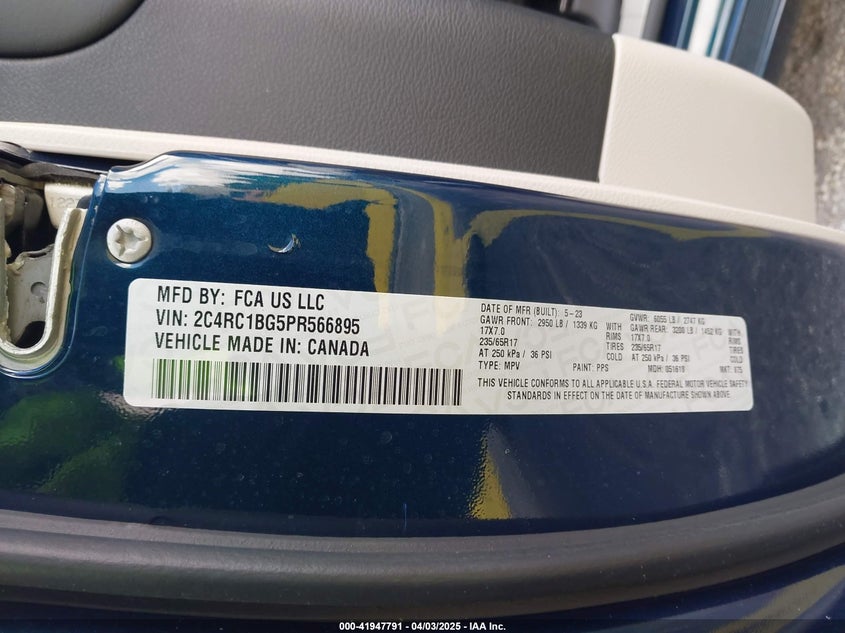 MFD BY: FCA US LLC
VIN: 2C4RC1BG5PR566895
VEHICLE MADE IN: CANADA
DATE OF MFR (BUILT): 5-23 GVWR: 6055 LB / 2747 KG
GAWR FRONT: 2950 LB / 1339 KG WITH GAWR REAR: 3200 LB / 1452 KG WITH
17X7.0 RIMS 17X7.0 RIMS
235/65R17 TIRES 235/65R17 TIRES
AT 250 kPa / 36 PSI COLD AT 250 kPa / 36 PSI COLD
TYPE: MPV PAINT: PPS MDH: 051619 MKT: 875
THIS VEHICLE CONFORMS TO ALL APPLICABLE U.S.A. FEDERAL MOTOR VEHICLE SAFETY
STANDARDS IN EFFECT ON THE DATE OF MANUFACTURE SHOWN ABOVE.
000-41947791 - 04/03/2025 - IAA Inc.